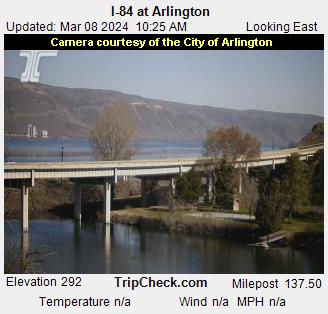 I-84 at Arlington
Updated: Mar 08 2024 10:25 AM Looking East
Camera courtesy of the City of Arlington
Elevation 292 TripCheck.com Milepost 137.50
Temperature n/a Wind n/a MPH n/a